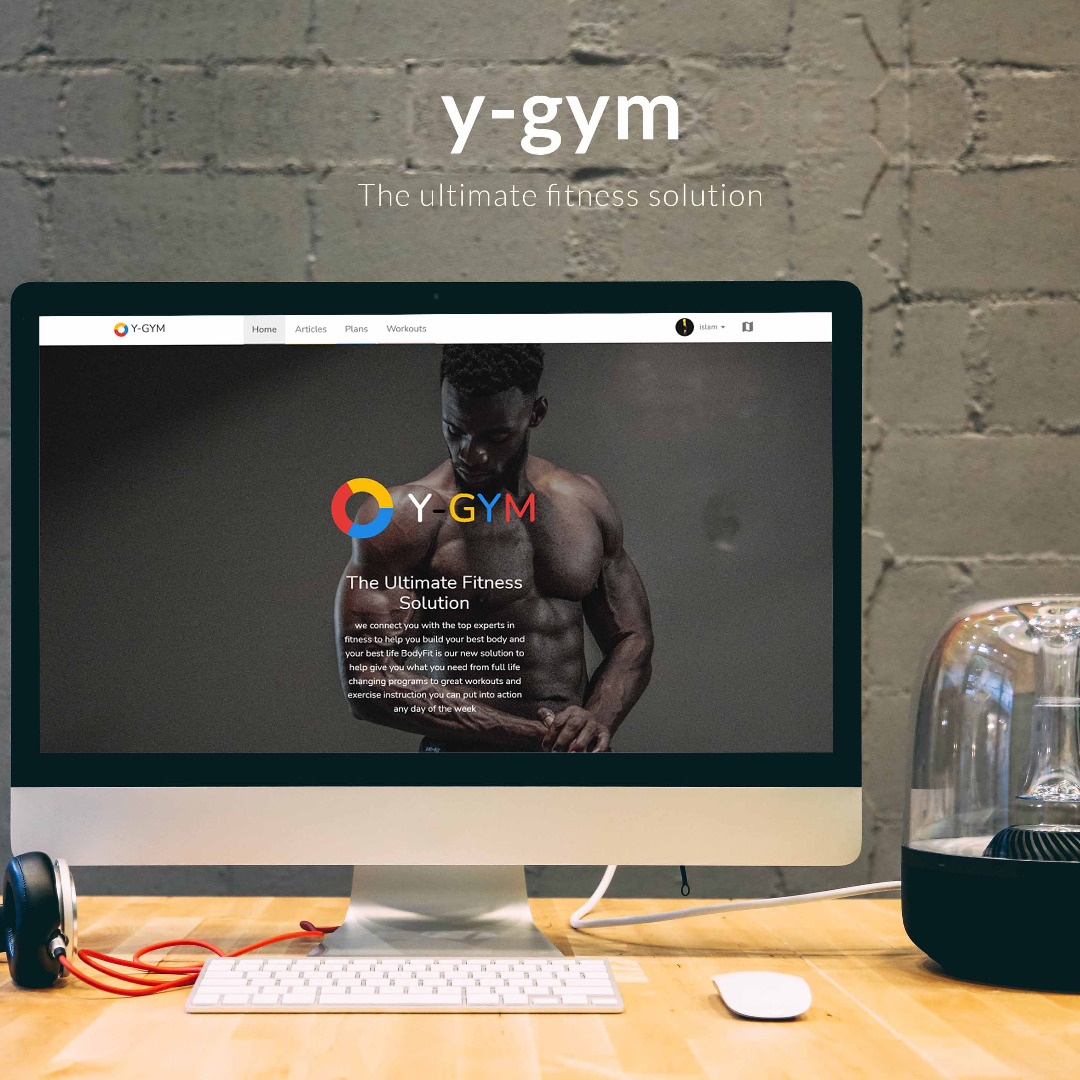 y-gym
The ultimate fitness solution
Y-GYM Home Articles Plans Workouts islam
Y-GYM
The Ultimate Fitness
Solution
we connect you with the top experts in
fitness to help you build your best body and
your best life BodyFit is our new solution to
help give you what you need from full life
changing programs to great workouts and
exercise instruction you can put into action
any day of the week